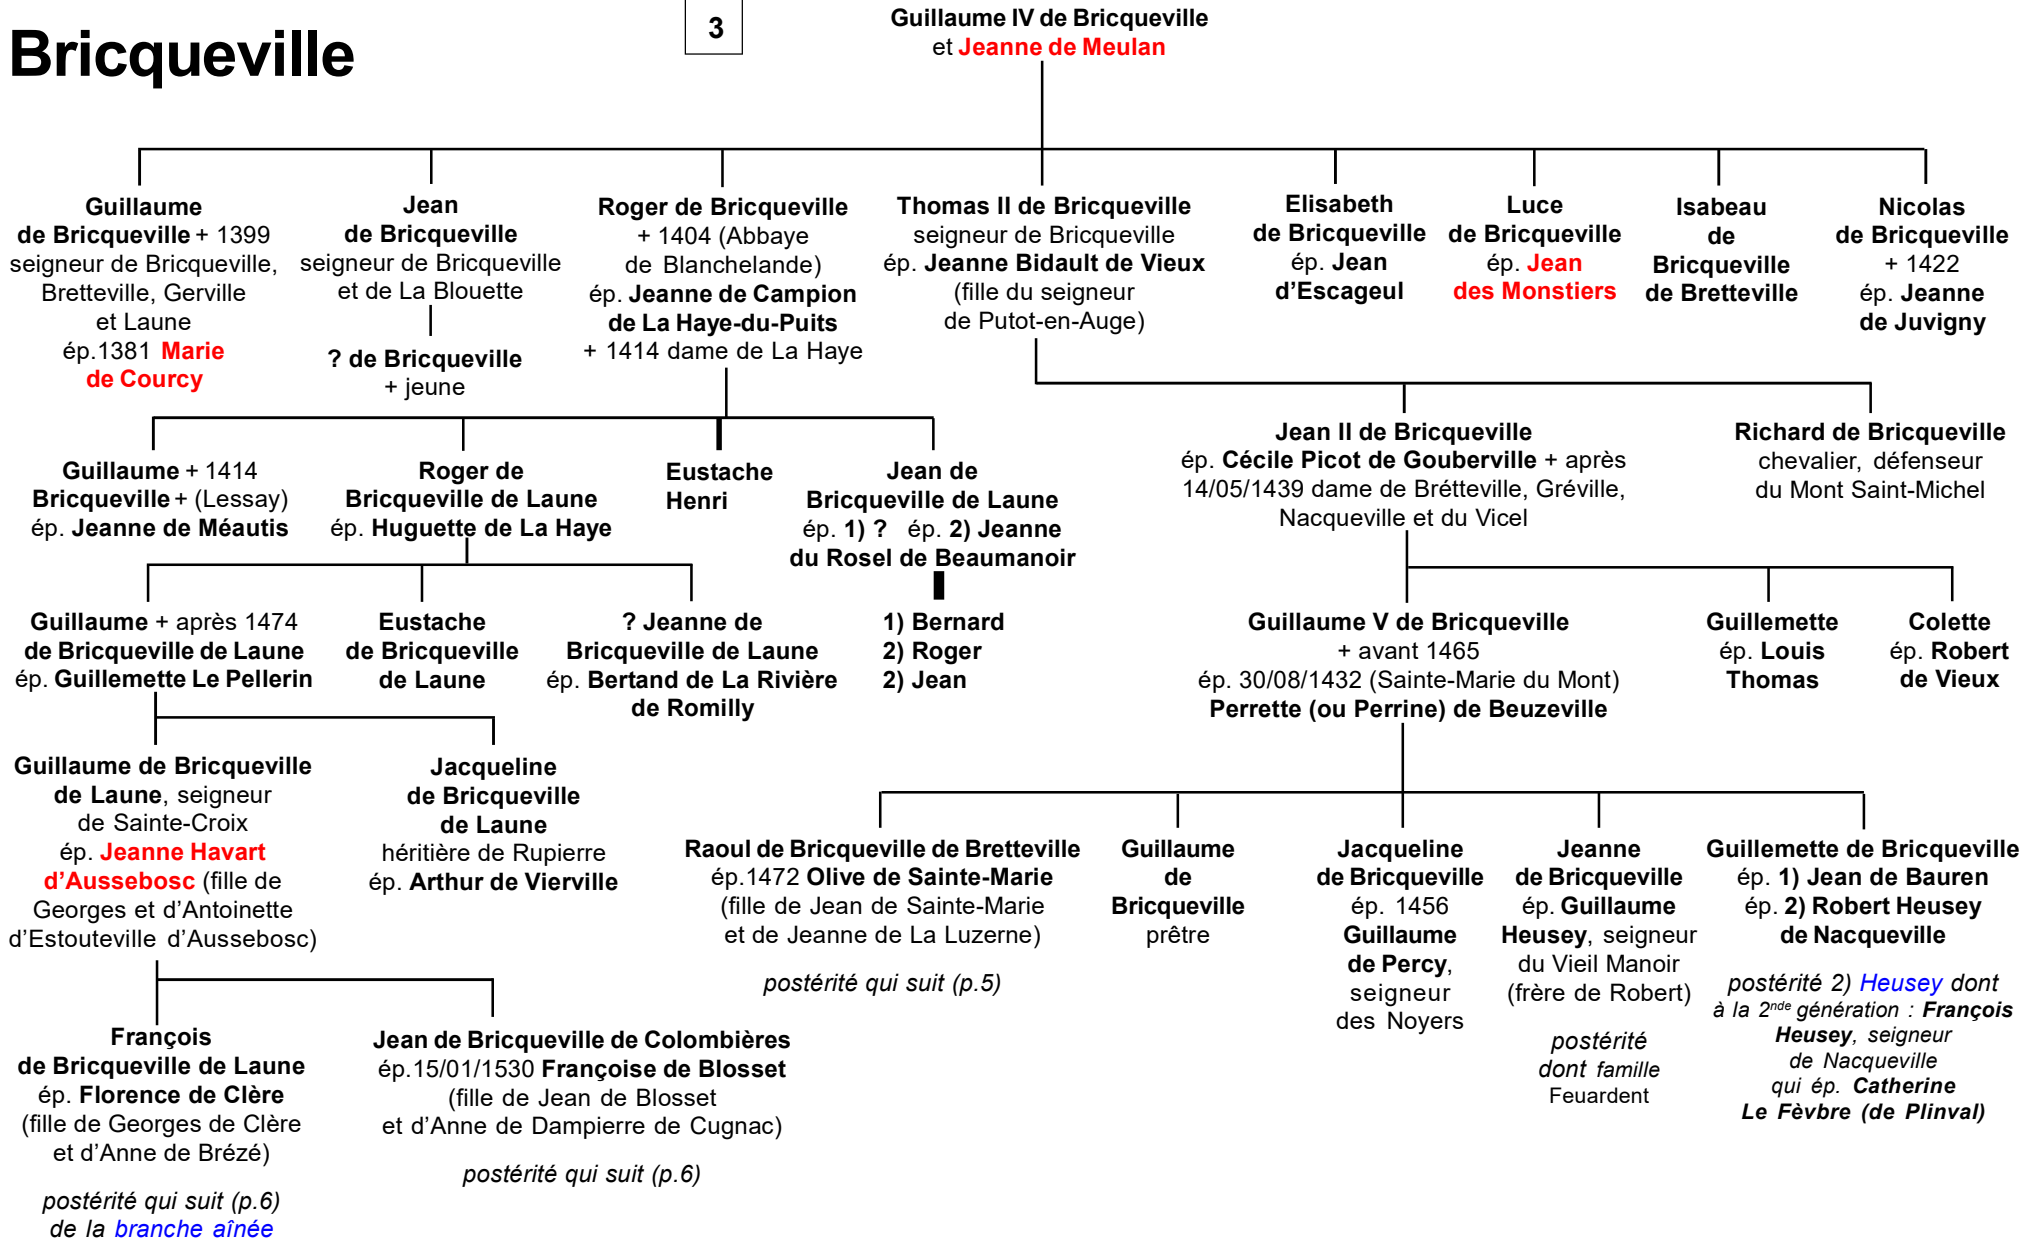 Bricqueville
3
Guillaume IV de Bricqueville
et Jeanne de Meulan
Guillaume
de Bricqueville + 1399
seigneur de Bricqueville,
Bretteville, Gerville
et Laune
ép.1381 Marie
de Courcy
Jean
de Bricqueville
seigneur de Bricqueville
et de La Blouette
? de Bricqueville
+ jeune
Roger de Bricqueville
+ 1404 (Abbaye
de Blanchelande)
ép. Jeanne de Campion
de La Haye-du-Puits
+ 1414 dame de La Haye
Thomas II de Bricqueville
seigneur de Bricqueville
ép. Jeanne Bidault de Vieux
(fille du seigneur
de Putot-en-Auge)
Elisabeth
de Bricqueville
ép. Jean
d'Escageul
Luce
de Bricqueville
ép. Jean
des Monstiers
Isabeau
de
Bricqueville
de Bretteville
Nicolas
de Bricqueville
+ 1422
ép. Jeanne
de Juvigny
Guillaume + 1414
Bricqueville + (Lessay)
ép. Jeanne de Méautis
Roger de
Bricqueville de Laune
ép. Huguette de La Haye
Eustache
Henri
Jean de
Bricqueville de Laune
ép. 1) ? ép. 2) Jeanne
du Rosel de Beaumanoir
Jean II de Bricqueville
ép. Cécile Picot de Gouberville + après
14/05/1439 dame de Brétteville, Gréville,
Nacqueville et du Vicel
Richard de Bricqueville
chevalier, défenseur
du Mont Saint-Michel
Guillaume + après 1474
de Bricqueville de Laune
ép. Guillemette Le Pellerin
Eustache
de Bricqueville
de Laune
? Jeanne de
Bricqueville de Laune
ép. Bertand de La Rivière
de Romilly
1) Bernard
2) Roger
2) Jean
Guillaume V de Bricqueville
+ avant 1465
ép. 30/08/1432 (Sainte-Marie du Mont)
Perrette (ou Perrine) de Beuzeville
Guillemette
ép. Louis
Thomas
Colette
ép. Robert
de Vieux
Guillaume de Bricqueville
de Laune, seigneur
de Sainte-Croix
ép. Jeanne Havart
d'Aussebosc (fille de
Georges et d'Antoinette
d'Estouteville d'Aussebosc)
Jacqueline
de Bricqueville
de Laune
héritière de Rupierre
ép. Arthur de Vierville
Raoul de Bricqueville de Bretteville
ép.1472 Olive de Sainte-Marie
(fille de Jean de Sainte-Marie
et de Jeanne de La Luzerne)
postérité qui suit (p.5)
Guillaume
de
Bricqueville
prêtre
Jacqueline
de Bricqueville
ép. 1456
Guillaume
de Percy,
seigneur
des Noyers
Jeanne
de Bricqueville
ép. Guillaume
Heusey, seigneur
du Vieil Manoir
(frère de Robert)
postérité
dont famille
Feuardent
Guillemette de Bricqueville
ép. 1) Jean de Bauren
ép. 2) Robert Heusey
de Nacqueville
postérité 2) Heusey dont
à la 2nde génération : François
Heusey, seigneur
de Nacqueville
qui ép. Catherine
Le Fèvbre (de Plinval)
François
de Bricqueville de Laune
ép. Florence de Clère
(fille de Georges de Clère
et d'Anne de Brézé)
postérité qui suit (p.6)
de la branche aînée
Jean de Bricqueville de Colombières
ép.15/01/1530 Françoise de Blosset
(fille de Jean de Blosset
et d'Anne de Dampierre de Cugnac)
postérité qui suit (p.6)